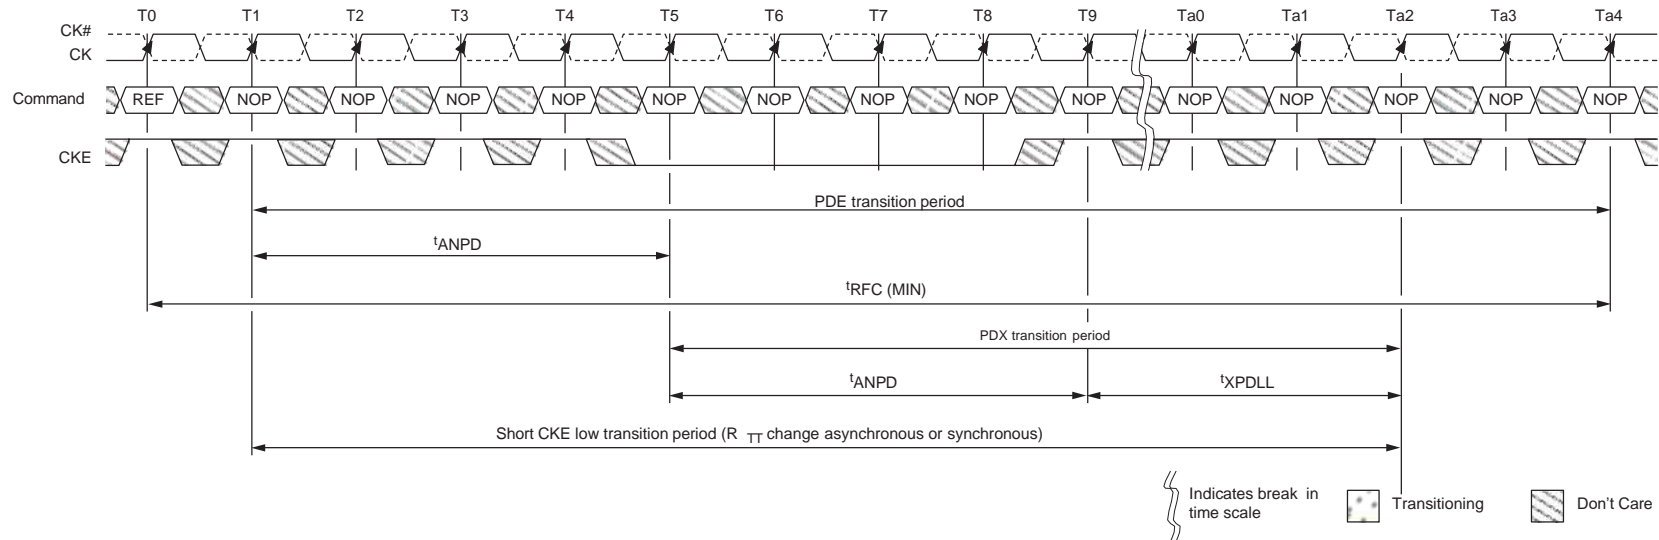 T0 T1 T2 T3 T4 T5 T6 T7 T8 T9 Ta0 Ta1 Ta2 Ta3 Ta4
CK#
CK
Command REF NOP NOP NOP NOP NOP NOP NOP NOP NOP NOP NOP NOP NOP NOP
CKE
PDE transition period
tANPD
tRFC (MIN)
PDX transition period
tANPD tXPDLL
Short CKE low transition period (R TT change asynchronous or synchronous)
Indicates break in
time scale
Transitioning
Don't Care